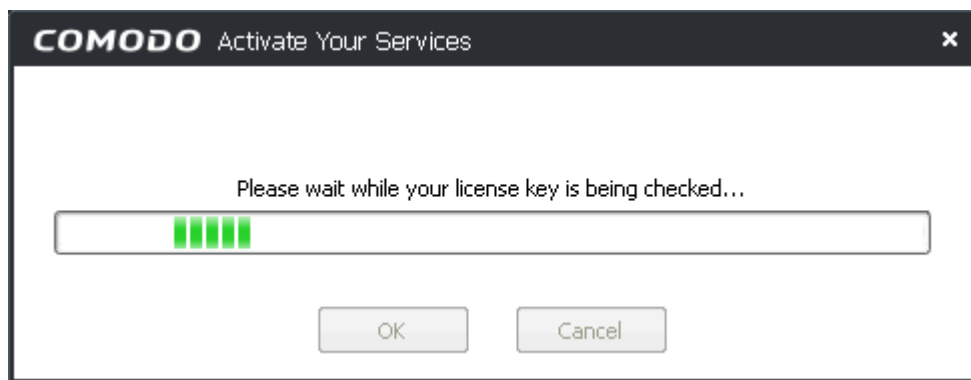 COMODO Activate Your Services
Please wait while your license key is being checked...
OK Cancel